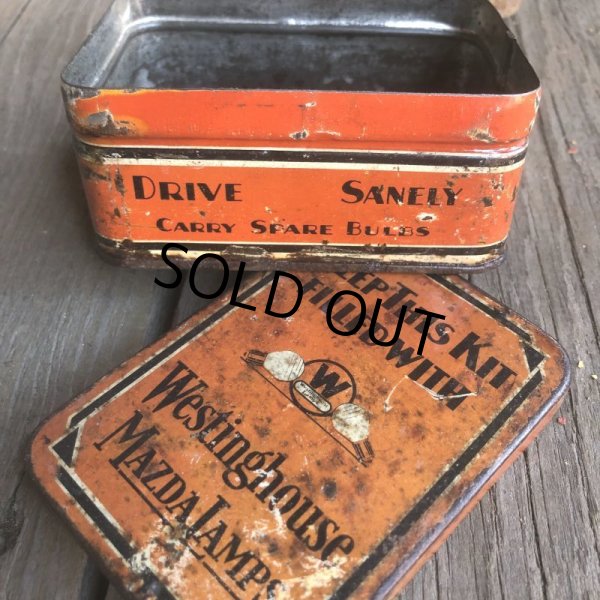 DRIVE SANELY
CARRY SPARE BULBS
SOLD OUT
KEEP THIS KIT
FILLED WITH
W
Westinghouse
MAZDA LAMPS